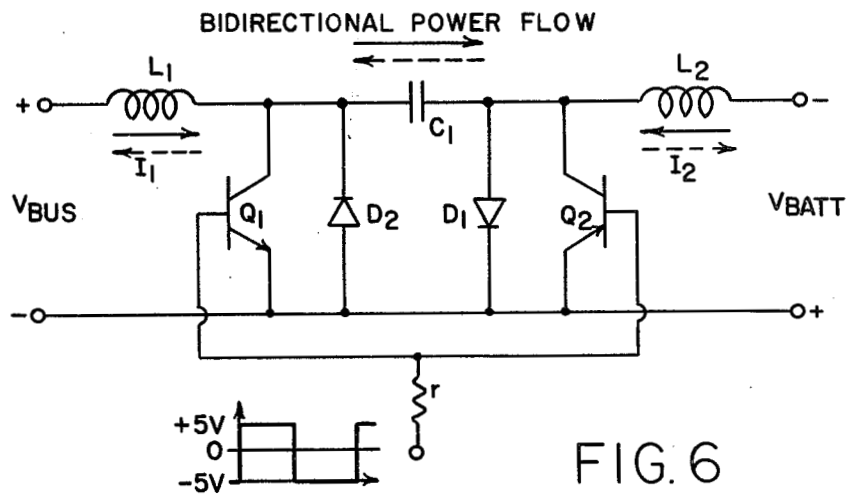 BIDIRECTIONAL POWER FLOW
L1 L2
+ -
C1
I1 I2
VBUS Q1 D2 D1 Q2 VBATT
- +
r
+5V
0
-5V
FIG. 6